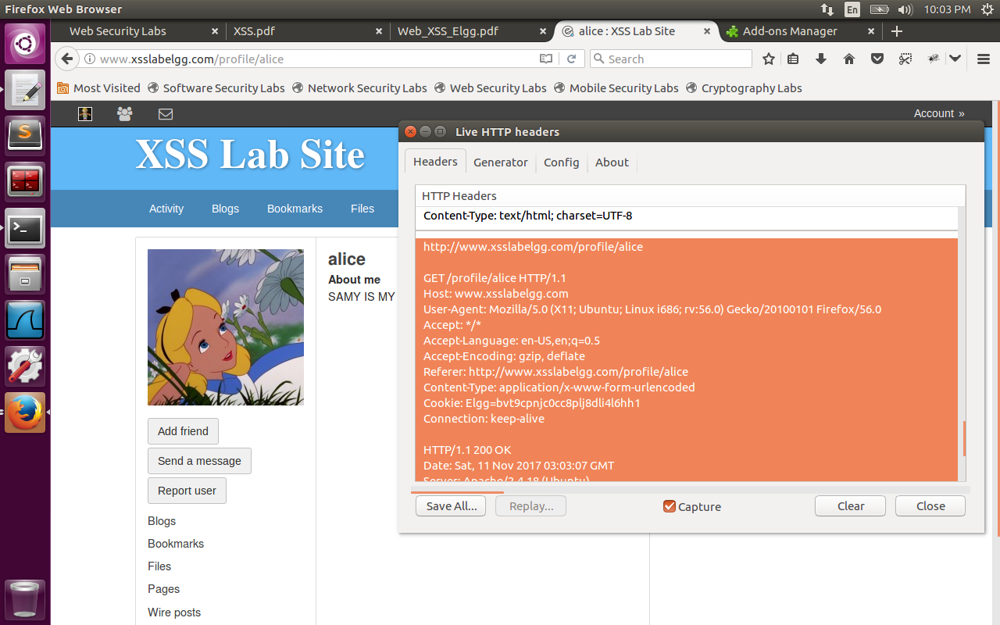 Firefox Web Browser
En
10:03 PM
Web Security Labs
XSS.pdf
Web_XSS_Elgg.pdf
alice : XSS Lab Site
Add-ons Manager
www.xsslabelgg.com/profile/alice
Search
Most Visited
Software Security Labs
Network Security Labs
Web Security Labs
Mobile Security Labs
Cryptography Labs
Account »
XSS Lab Site
Activity
Blogs
Bookmarks
Files
alice
About me
SAMY IS MY
Add friend
Send a message
Report user
Blogs
Bookmarks
Files
Pages
Wire posts
Live HTTP headers
Headers
Generator
Config
About
HTTP Headers
Content-Type: text/html; charset=UTF-8
http://www.xsslabelgg.com/profile/alice
GET /profile/alice HTTP/1.1
Host: www.xsslabelgg.com
User-Agent: Mozilla/5.0 (X11; Ubuntu; Linux i686; rv:56.0) Gecko/20100101 Firefox/56.0
Accept: */*
Accept-Language: en-US,en;q=0.5
Accept-Encoding: gzip, deflate
Referer: http://www.xsslabelgg.com/profile/alice
Content-Type: application/x-www-form-urlencoded
Cookie: Elgg=bvt9cpnjc0cc8plj8dli4l6hh1
Connection: keep-alive
HTTP/1.1 200 OK
Date: Sat, 11 Nov 2017 03:03:07 GMT
Server: Apache/2.4.18 (Ubuntu)
Save All...
Replay...
Capture
Clear
Close